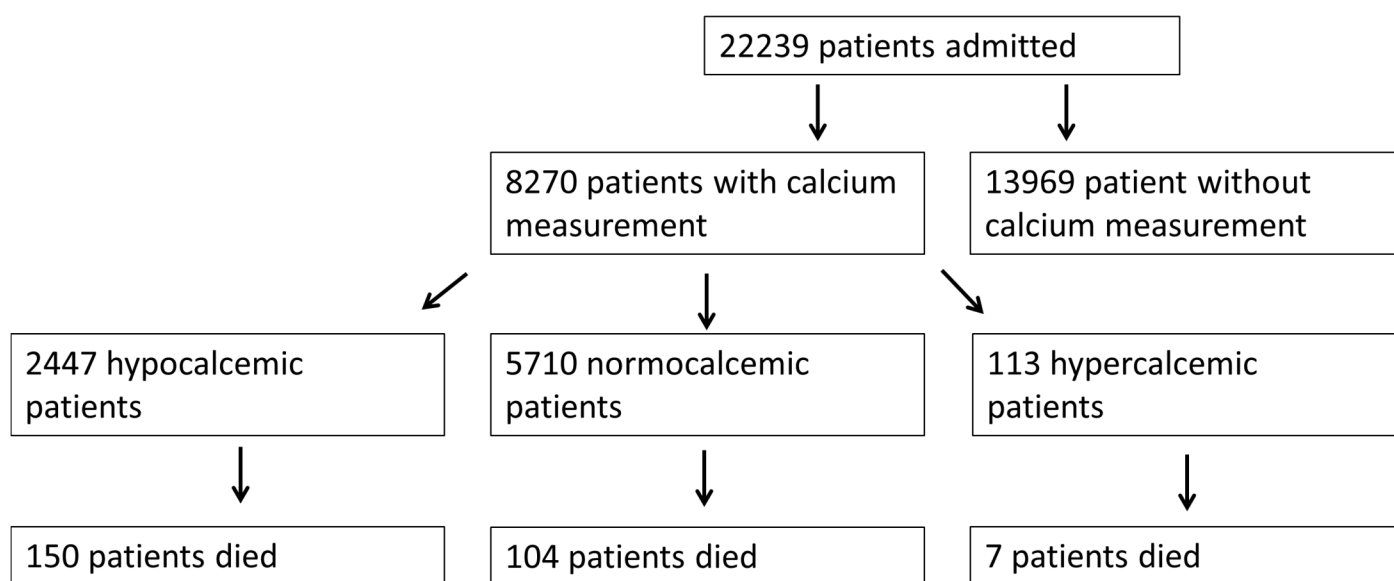 22239 patients admitted
8270 patients with calcium
measurement
13969 patient without
calcium measurement
2447 hypocalcemic
patients
5710 normocalcemic
patients
113 hypercalcemic
patients
150 patients died
104 patients died
7 patients died